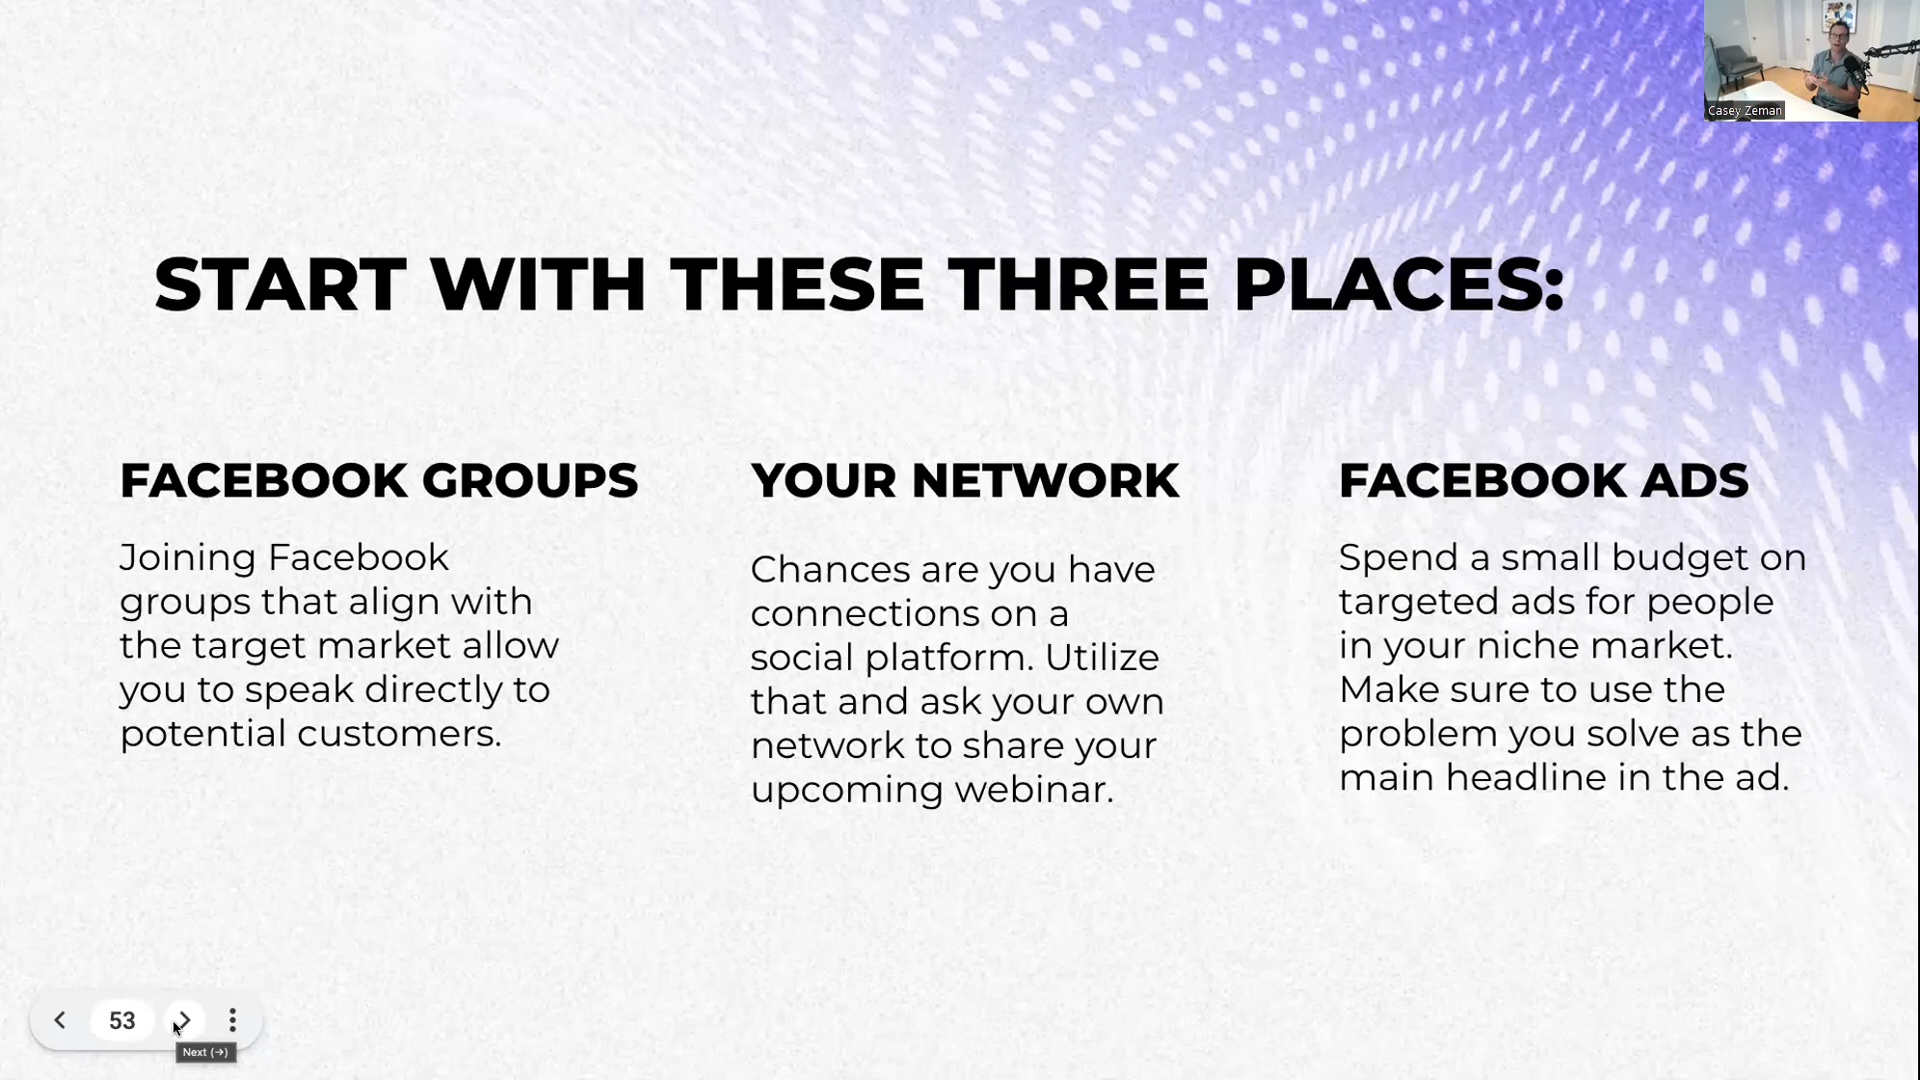 Casey Zeman
START WITH THESE THREE PLACES:
FACEBOOK GROUPS
Joining Facebook
groups that align with
the target market allow
you to speak directly to
potential customers.
YOUR NETWORK
Chances are you have
connections on a
social platform. Utilize
that and ask your own
network to share your
upcoming webinar.
FACEBOOK ADS
Spend a small budget on
targeted ads for people
in your niche market.
Make sure to use the
problem you solve as the
main headline in the ad.
53
Next (→)